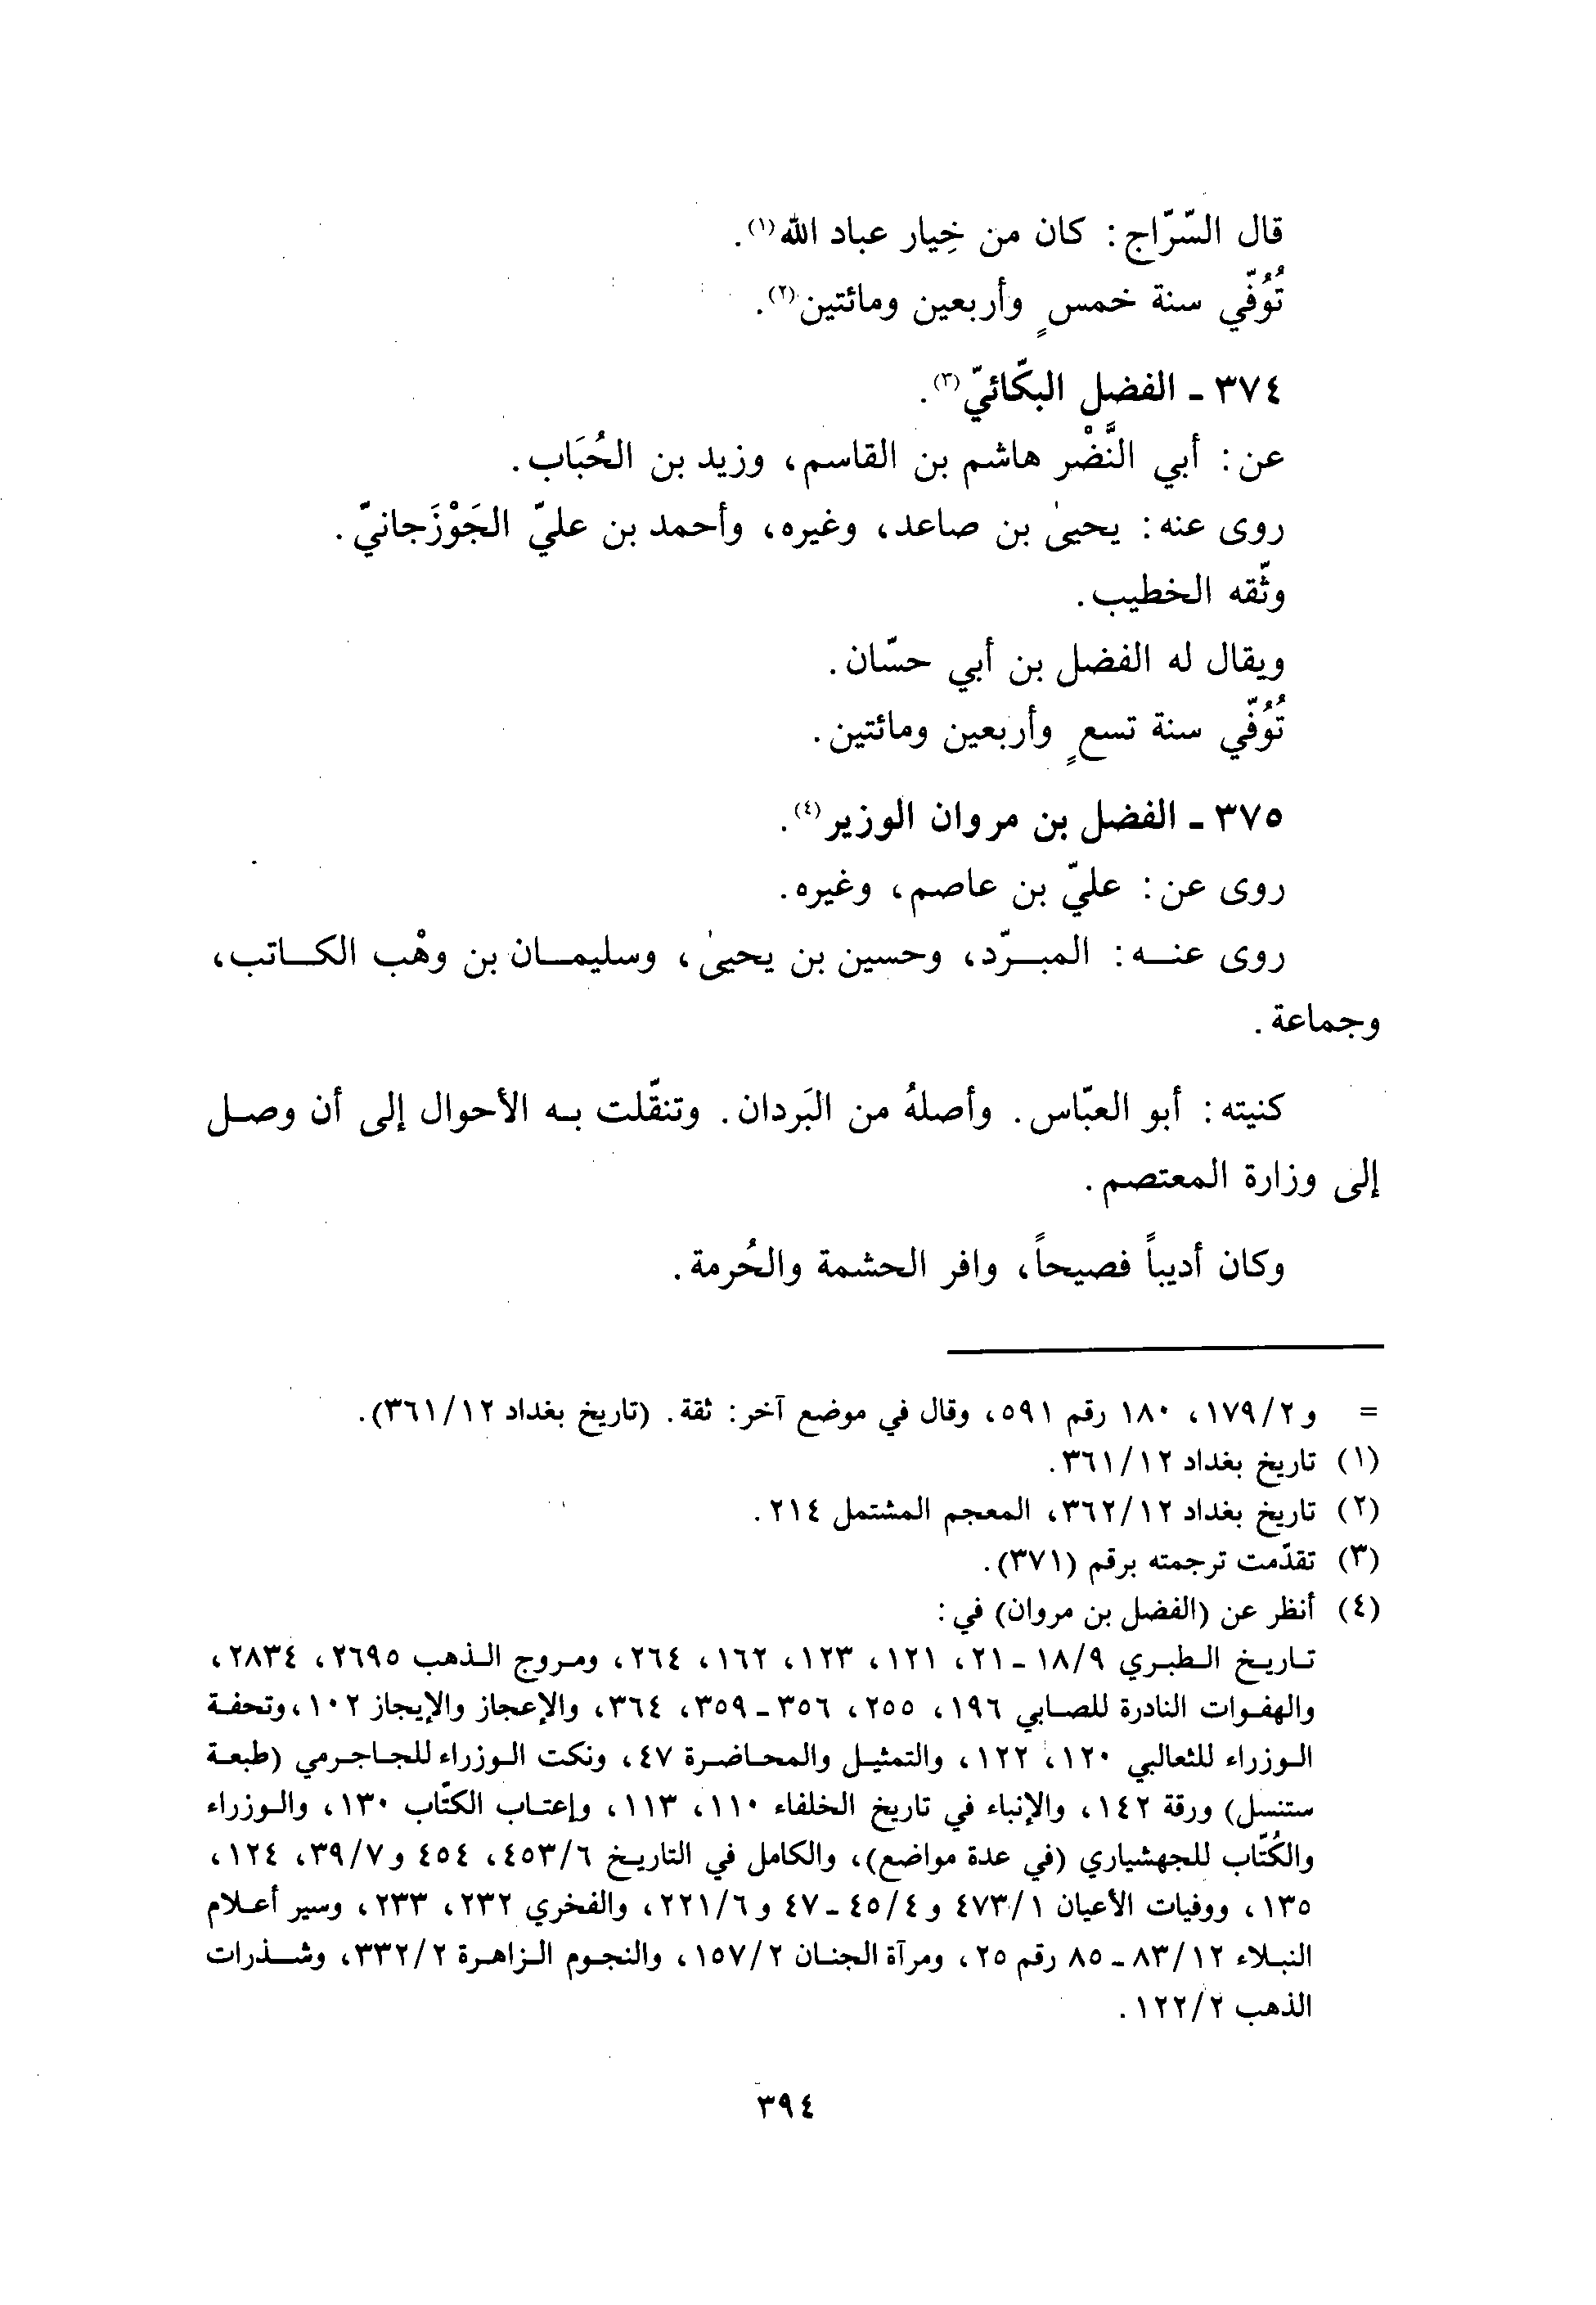 قال السّرّاج: كان من خِيار عباد الله(١).
تُوُفّي سنة خمسٍ وأربعين ومائتين(٢).
٣٧٤ ـ الفضل البكّائيّ(٣).
عن: أبي النَّضْر هاشم بن القاسم، وزيد بن الحُبَاب.
روى عنه: يحيىٰ بن صاعد، وغيره، وأحمد بن عليّ الجَوْزَجانيّ.
وثّقه الخطيب.
ويقال له الفضل بن أبي حسّان.
تُوُفّي سنة تسعٍ وأربعين ومائتين.
٣٧٥ ـ الفضل بن مروان الوزير(٤).
روى عن: عليّ بن عاصم، وغيره.
روى عنه: المبرّد، وحسين بن يحيىٰ، وسليمان بن وهْب الكاتب،
وجماعة.
كنيته: أبو العبّاس. وأصلهُ من البَردان. وتنقّلت به الأحوال إلى أن وصل
إلى وزارة المعتصم.
وكان أديباً فصيحاً، وافر الحشمة والحُرمة.
= و٢/١٧٩، ١٨٠ رقم ٥٩١، وقال في موضع آخر: ثقة. (تاريخ بغداد ١٢/٣٦١).
(١) تاريخ بغداد ١٢/٣٦١.
(٢) تاريخ بغداد ١٢/٣٦٢، المعجم المشتمل ٢١٤.
(٣) تقدّمت ترجمته برقم (٣٧١).
(٤) أنظر عن (الفضل بن مروان) في:
تاريخ الطبري ٩/١٨ ـ ٢١، ١٢١، ١٢٣، ١٦٢، ٢٦٤، ومروج الذهب ٢٦٩٥، ٢٨٣٤،
والهفوات النادرة للصابي ١٩٦، ٢٥٥، ٣٥٦ ـ ٣٥٩، ٣٦٤، والإعجاز والإيجاز ١٠٢، وتحفة
الوزراء للثعالبي ١٢٠، ١٢٢، والتمثيل والمحاضرة ٤٧، ونكت الوزراء للجاجرمي (طبعة
ستنسل) ورقة ١٤٢، والإنباء في تاريخ الخلفاء ١١٠، ١١٣، وإعتاب الكتّاب ١٣٠، والوزراء
والكُتّاب للجهشياري (في عدة مواضع)، والكامل في التاريخ ٦/٤٥٣، ٤٥٤ و٧/٣٩، ١٢٤،
١٣٥، ووفيات الأعيان ١/٤٧٣ و٤/٤٥ ـ ٤٧ و٦/٢٢١، والفخري ٢٣٢، ٢٣٣، وسير أعلام
النبلاء ١٢/٨٣ ـ ٨٥ رقم ٢٥، ومرآة الجنان ٢/١٥٧، والنجوم الزاهرة ٢/٣٣٢، وشذرات
الذهب ٢/١٢٢.
٣٩٤